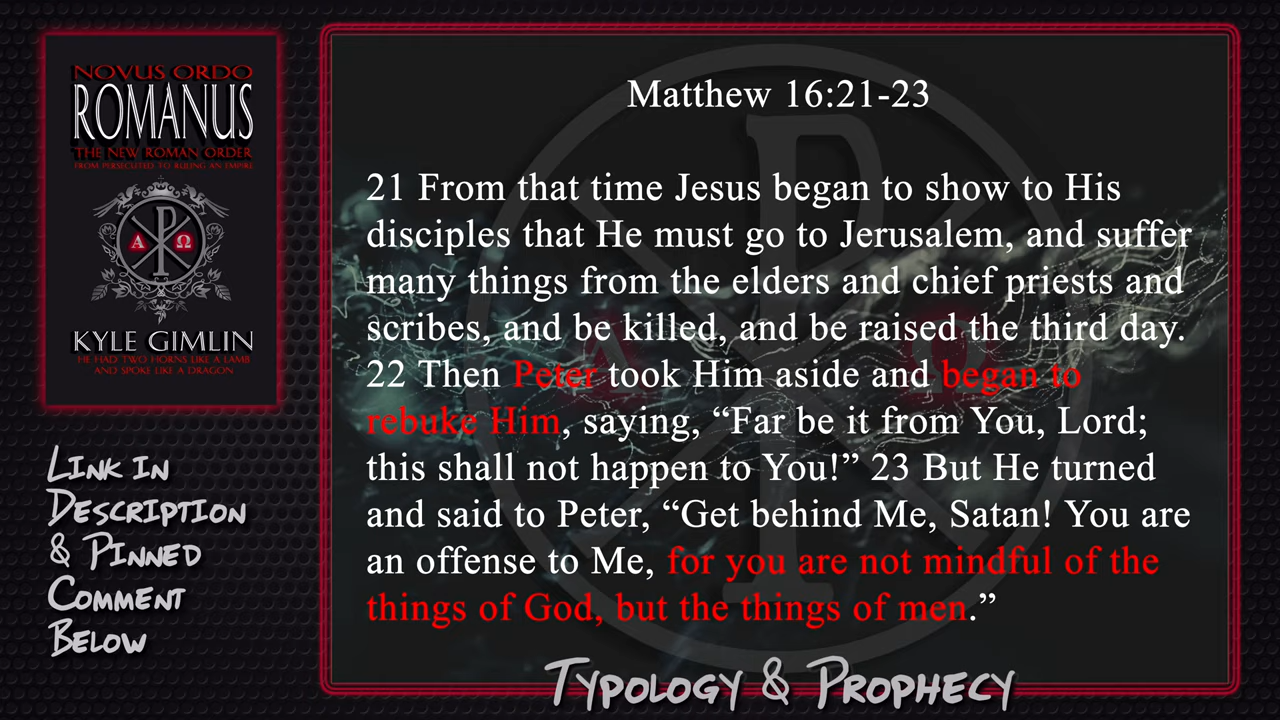 NOVUS ORDO
ROMANUS
THE NEW ROMAN ORDER
FROM PERSECUTED TO RULING AN EMPIRE
Α Ω
KYLE GIMLIN
HE HAD TWO HORNS LIKE A LAMB
AND SPOKE LIKE A DRAGON
LINK IN
DESCRIPTION
& PINNED
COMMENT
BELOW
Matthew 16:21-23
21 From that time Jesus began to show to His
disciples that He must go to Jerusalem, and suffer
many things from the elders and chief priests and
scribes, and be killed, and be raised the third day.
22 Then Peter took Him aside and began to
rebuke Him, saying, “Far be it from You, Lord;
this shall not happen to You!” 23 But He turned
and said to Peter, “Get behind Me, Satan! You are
an offense to Me, for you are not mindful of the
things of God, but the things of men.”
TYPOLOGY & PROPHECY